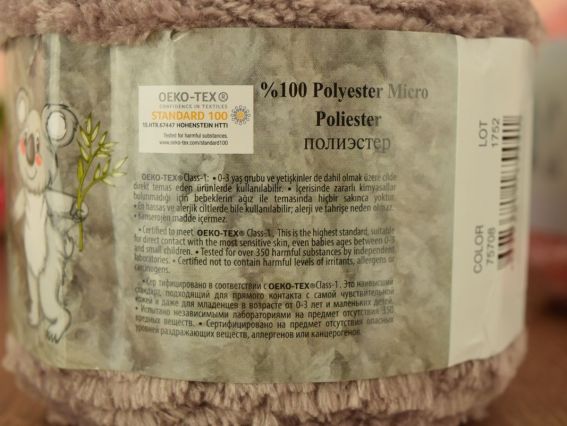 OEKO-TEX®
CONFIDENCE IN TEXTILES
STANDARD 100
15.HTR.67447 HOHENSTEIN HTTI
Tested for harmful substances.
www.oeko-tex.com/standard100
%100 Polyester Micro
Poliester
полиэстер
OEKO-TEX®Class-1: • 0-3 yaş grubu ve yetişkinler de dahil olmak üzere cilde
direkt temas eden ürünlerde kullanılabilir. • İçerisinde zararlı kimyasallar
bulunmadığı için bebeklerin ağız ile temasında hiçbir sakınca yoktur.
•En hassas ve alerjik ciltlerde bile kullanılabilir; alerji ve tahrişe neden olmaz.
• Kanserojen madde içermez.
• Certified to meet OEKO-TEX® Class-1. This is the highest standard, suitable
for direct contact with the most sensitive skin, even babies ages between 0-3
and small children. • Tested for over 350 harmful substances by independent
laboratories. • Certified not to contain harmful levels of irritants, allergens or
carcinogens.
•Сертифицировано в соответствии с OEKO-TEX®Class-1. Это наивысший
стандарт, подходящий для прямого контакта с самой чувствительной
кожей и даже для младенцев в возрасте от 0-3 лет и маленьких детей.
• Испытано независимыми лабораториями на предмет отсутствия 350
вредных веществ. • Сертифицировано на предмет отсутствия опасных
уровней раздражающих веществ, аллергенов или канцерогенов.
LOT
1752
COLOR
75708